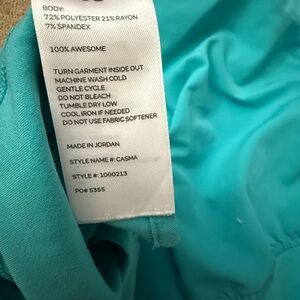 BODY:
72% POLYESTER 21% RAYON
7% SPANDEX
100% AWESOME
TURN GARMENT INSIDE OUT
MACHINE WASH COLD
GENTLE CYCLE
DO NOT BLEACH
TUMBLE DRY LOW
COOL IRON IF NEEDED
DO NOT USE FABRIC SOFTENER
MADE IN JORDAN
STYLE NAME #: CASMA
STYLE #: 1000213
PO# 5355